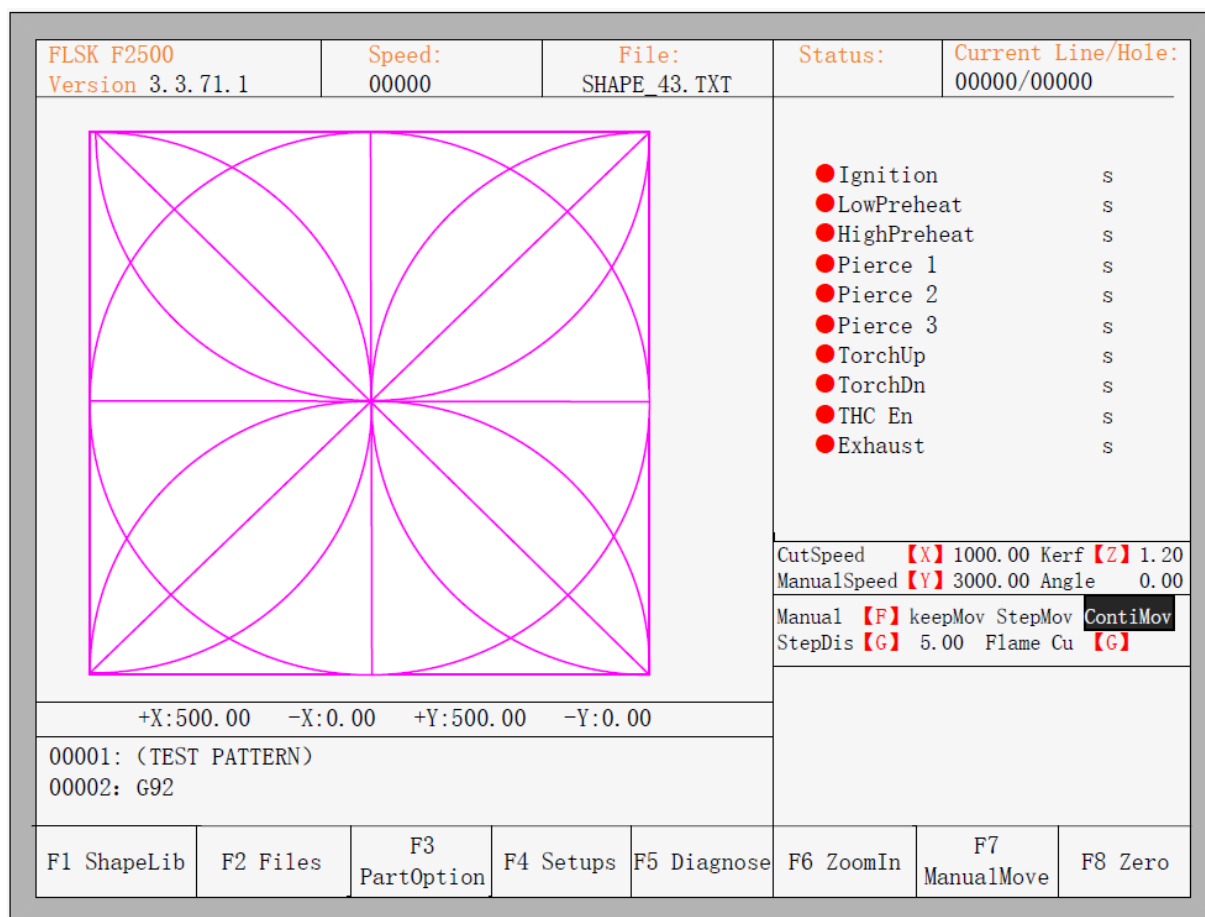 FLSK F2500
Version 3.3.71.1
Speed:
00000
File:
SHAPE_43.TXT
Status:
Current Line/Hole:
00000/00000
Ignition s
LowPreheat s
HighPreheat s
Pierce 1 s
Pierce 2 s
Pierce 3 s
TorchUp s
TorchDn s
THC En s
Exhaust s
CutSpeed 【X】 1000.00 Kerf【Z】1.20
ManualSpeed【Y】3000.00 Angle 0.00
Manual 【F】keepMov StepMov ContiMov
StepDis【G】 5.00 Flame Cu 【G】
+X:500.00 -X:0.00 +Y:500.00 -Y:0.00
00001: (TEST PATTERN)
00002: G92
F1 ShapeLib
F2 Files
F3
PartOption
F4 Setups
F5 Diagnose
F6 ZoomIn
F7
ManualMove
F8 Zero